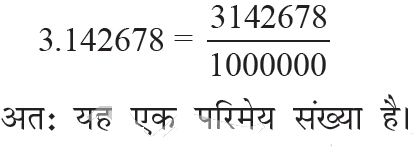 3.142678 = 3142678/1000000
अतः यह एक परिमेय संख्या है।